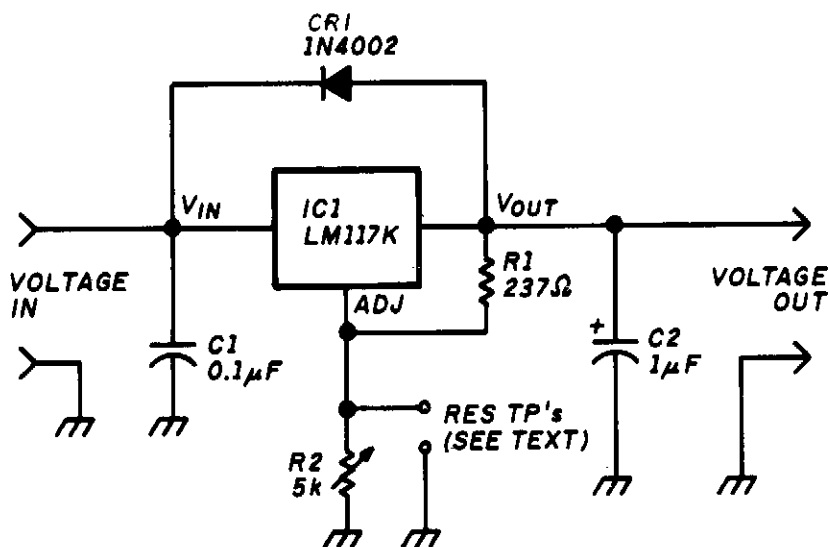 CR1
1N4002
VIN
IC1
LM117K
VOUT
ADJ
R1
237Ω
VOLTAGE
IN
VOLTAGE
OUT
C1
0.1μF
+
C2
1μF
RES TP's
(SEE TEXT)
R2
5k